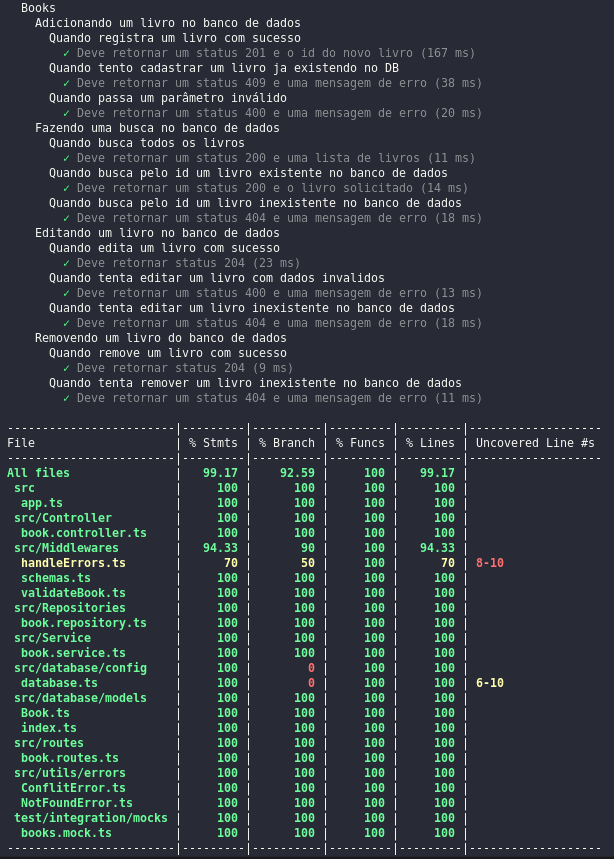 Books
Adicionando um livro no banco de dados
Quando registra um livro com sucesso
✓ Deve retornar um status 201 e o id do novo livro (167 ms)
Quando tento cadastrar um livro ja existendo no DB
✓ Deve retornar um status 409 e uma mensagem de erro (38 ms)
Quando passa um parâmetro inválido
✓ Deve retornar um status 400 e uma mensagem de erro (20 ms)
Fazendo uma busca no banco de dados
Quando busca todos os livros
✓ Deve retornar um status 200 e uma lista de livros (11 ms)
Quando busca pelo id um livro existente no banco de dados
✓ Deve retornar um status 200 e o livro solicitado (14 ms)
Quando busca pelo id um livro inexistente no banco de dados
✓ Deve retornar um status 404 e uma mensagem de erro (18 ms)
Editando um livro no banco de dados
Quando edita um livro com sucesso
✓ Deve retornar status 204 (23 ms)
Quando tenta editar um livro com dados invalidos
✓ Deve retornar um status 400 e uma mensagem de erro (13 ms)
Quando tenta editar um livro inexistente no banco de dados
✓ Deve retornar um status 404 e uma mensagem de erro (18 ms)
Removendo um livro do banco de dados
Quando remove um livro com sucesso
✓ Deve retornar status 204 (9 ms)
Quando tenta remover um livro inexistente no banco de dados
✓ Deve retornar um status 404 e uma mensagem de erro (11 ms)
------------------------|---------|----------|---------|---------|-------------------
File | % Stmts | % Branch | % Funcs | % Lines | Uncovered Line #s
------------------------|---------|----------|---------|---------|-------------------
All files | 99.17 | 92.59 | 100 | 99.17 |
src | 100 | 100 | 100 | 100 |
app.ts | 100 | 100 | 100 | 100 |
src/Controller | 100 | 100 | 100 | 100 |
book.controller.ts | 100 | 100 | 100 | 100 |
src/Middlewares | 94.33 | 90 | 100 | 94.33 |
handleErrors.ts | 70 | 50 | 100 | 70 | 8-10
schemas.ts | 100 | 100 | 100 | 100 |
validateBook.ts | 100 | 100 | 100 | 100 |
src/Repositories | 100 | 100 | 100 | 100 |
book.repository.ts | 100 | 100 | 100 | 100 |
src/Service | 100 | 100 | 100 | 100 |
book.service.ts | 100 | 100 | 100 | 100 |
src/database/config | 100 | 0 | 100 | 100 |
database.ts | 100 | 0 | 100 | 100 | 6-10
src/database/models | 100 | 100 | 100 | 100 |
Book.ts | 100 | 100 | 100 | 100 |
index.ts | 100 | 100 | 100 | 100 |
src/routes | 100 | 100 | 100 | 100 |
book.routes.ts | 100 | 100 | 100 | 100 |
src/utils/errors | 100 | 100 | 100 | 100 |
ConflitError.ts | 100 | 100 | 100 | 100 |
NotFoundError.ts | 100 | 100 | 100 | 100 |
test/integration/mocks | 100 | 100 | 100 | 100 |
books.mock.ts | 100 | 100 | 100 | 100 |
------------------------|---------|----------|---------|---------|-------------------